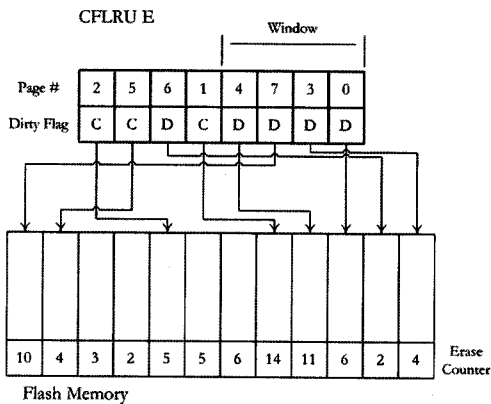 CFLRU E
Window
Page # 2 5 6 1 4 7 3 0
Dirty Flag C C D C D D D D
10 4 3 2 5 5 6 14 11 6 2 4 Erase Counter
Flash Memory